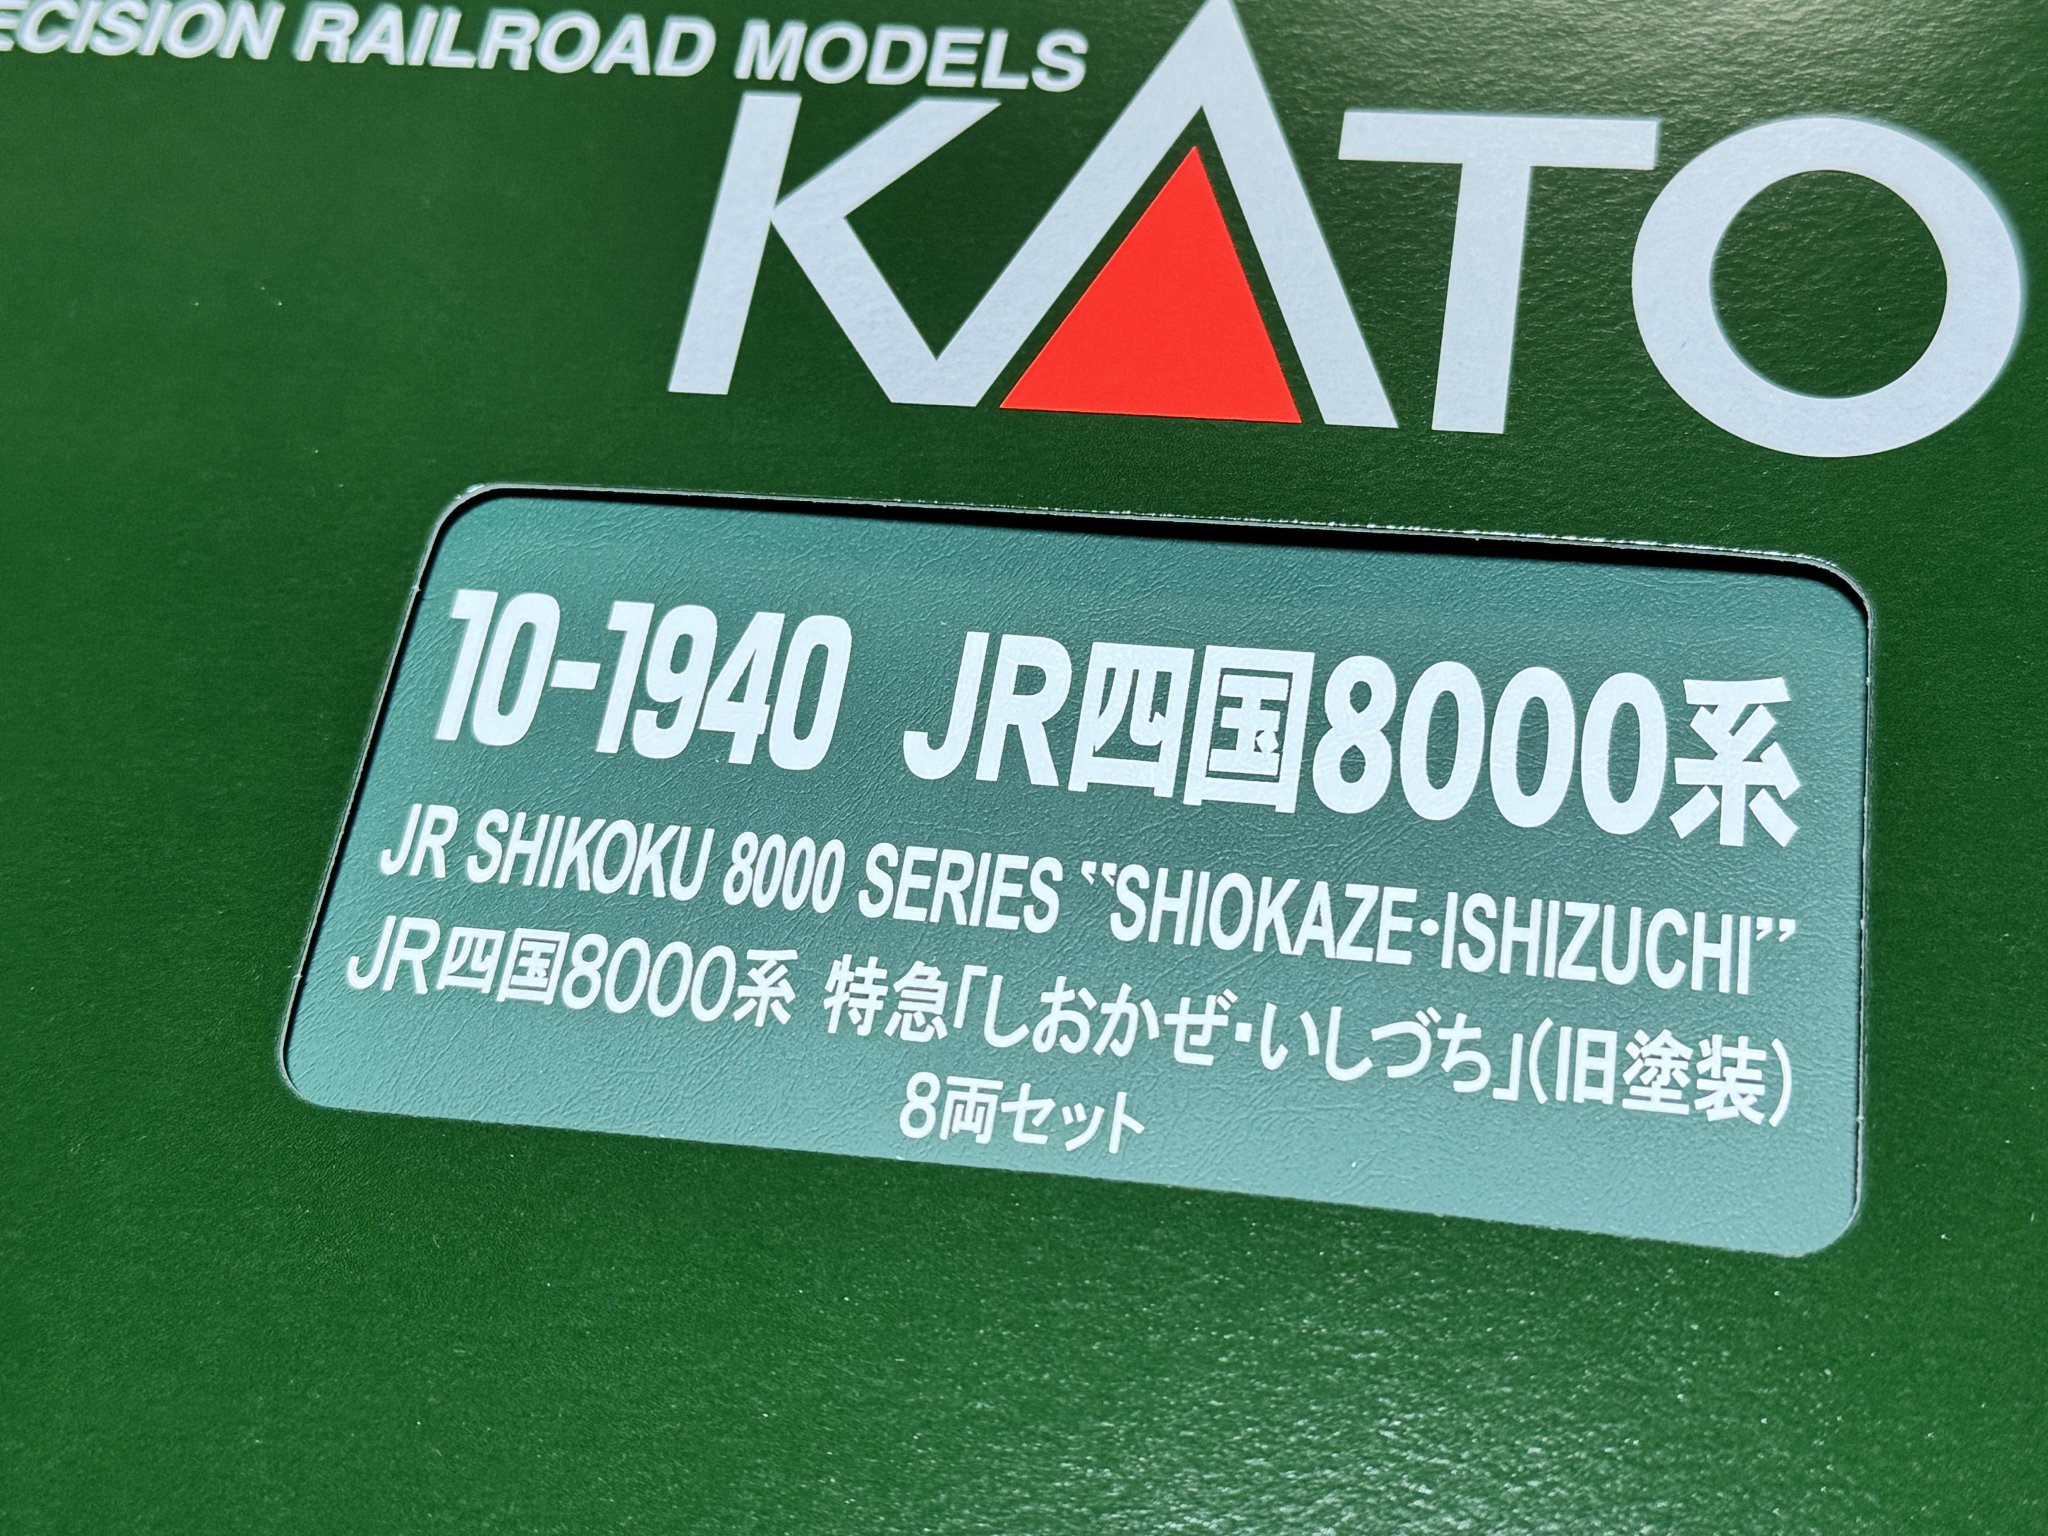 ECISION RAILROAD MODELS
KATO
10-1940 JR四国8000系
JR SHIKOKU 8000 SERIES “SHIOKAZE・ISHIZUCHI”
JR四国8000系 特急「しおかぜ・いしづち」(旧塗装)
8両セット